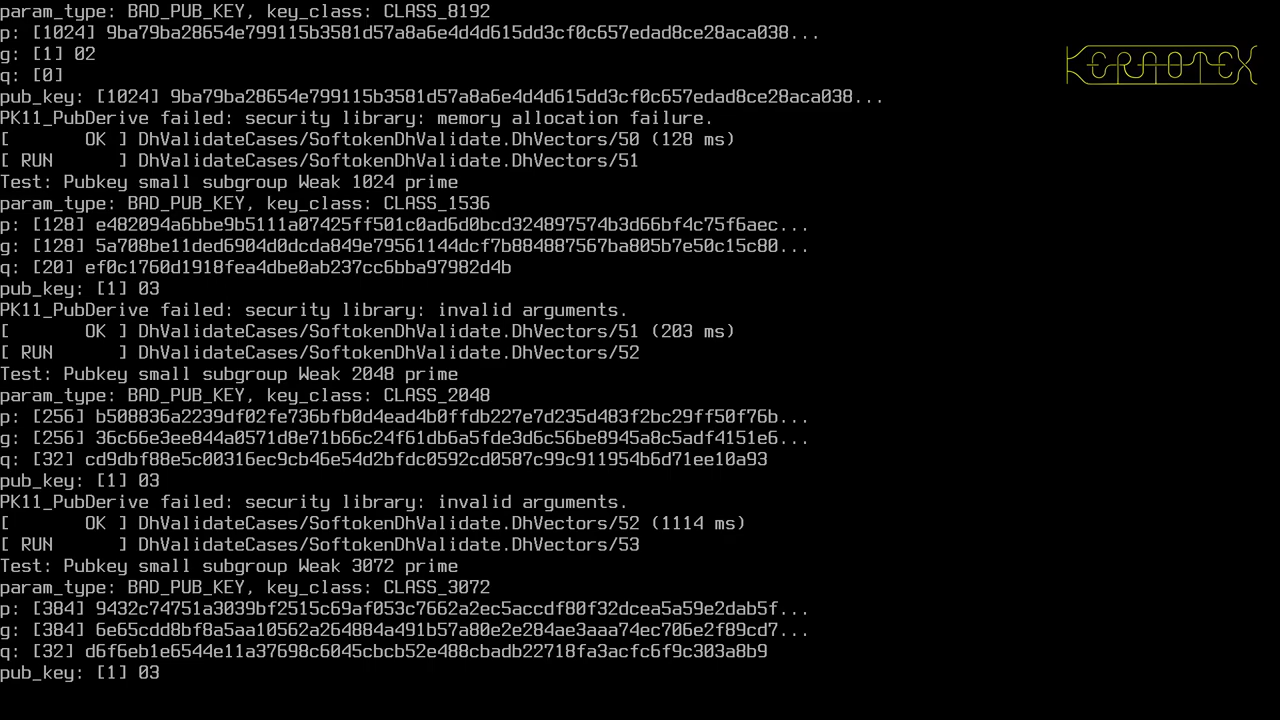 param_type: BAD_PUB_KEY, key_class: CLASS_8192
p: [1024] 9ba79ba28654e799115b3581d57a8a6e4d4d615dd3cf0c657edad8ce28aca038...
g: [1] 02
q: [0]
pub_key: [1024] 9ba79ba28654e799115b3581d57a8a6e4d4d615dd3cf0c657edad8ce28aca038...
PK11_PubDerive failed: security library: memory allocation failure.
[       OK ] DhValidateCases/SoftokenDhValidate.DhVectors/50 (128 ms)
[ RUN      ] DhValidateCases/SoftokenDhValidate.DhVectors/51
Test: Pubkey small subgroup Weak 1024 prime
param_type: BAD_PUB_KEY, key_class: CLASS_1536
p: [128] e482094a6bbe9b5111a07425ff501c0ad6d0bcd324897574b3d66bf4c75f6aec...
g: [128] 5a708be11ded6904d0dcda849e79561144dcf7b884887567ba805b7e50c15c80...
q: [20] ef0c1760d1918fea4dbe0ab237cc6bba97982d4b
pub_key: [1] 03
PK11_PubDerive failed: security library: invalid arguments.
[       OK ] DhValidateCases/SoftokenDhValidate.DhVectors/51 (203 ms)
[ RUN      ] DhValidateCases/SoftokenDhValidate.DhVectors/52
Test: Pubkey small subgroup Weak 2048 prime
param_type: BAD_PUB_KEY, key_class: CLASS_2048
p: [256] b508836a2239df02fe736bfb0d4ead4b0ffdb227e7d235d483f2bc29ff50f76b...
g: [256] 36c66e3ee844a0571d8e71b66c24f61db6a5fde3d6c56be8945a8c5adf4151e6...
q: [32] cd9dbf88e5c00316ec9cb46e54d2bfdc0592cd0587c99c911954b6d71ee10a93
pub_key: [1] 03
PK11_PubDerive failed: security library: invalid arguments.
[       OK ] DhValidateCases/SoftokenDhValidate.DhVectors/52 (1114 ms)
[ RUN      ] DhValidateCases/SoftokenDhValidate.DhVectors/53
Test: Pubkey small subgroup Weak 3072 prime
param_type: BAD_PUB_KEY, key_class: CLASS_3072
p: [384] 9432c74751a3039bf2515c69af053c7662a2ec5accdf80f32dcea5a59e2dab5f...
g: [384] 6e65cdd8bf8a5aa10562a264884a491b57a80e2e284ae3aaa74ec706e2f89cd7...
q: [32] d6f6eb1e6544e11a37698c6045cbcb52e488cbadb22718fa3acfc6f9c303a8b9
pub_key: [1] 03